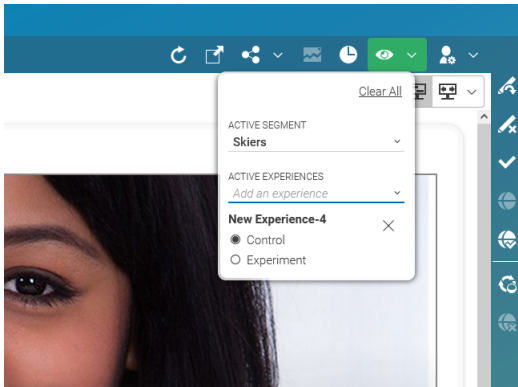 Clear All
ACTIVE SEGMENT
Skiers
ACTIVE EXPERIENCES
Add an experience
New Experience-4
Control
Experiment